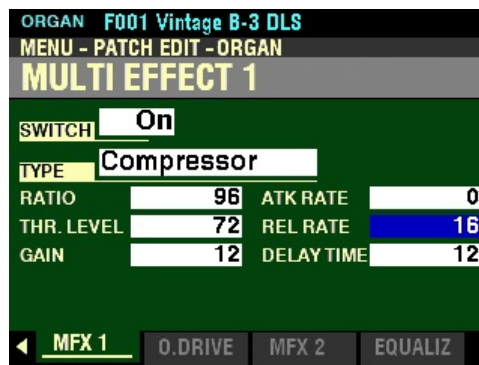 ORGAN F001 Vintage B-3 DLS
MENU - PATCH EDIT - ORGAN
MULTI EFFECT 1
SWITCH On
TYPE Compressor
RATIO 96 ATK RATE 0
THR. LEVEL 72 REL RATE 16
GAIN 12 DELAY TIME 12
MFX 1 O.DRIVE MFX 2 EQUALIZ